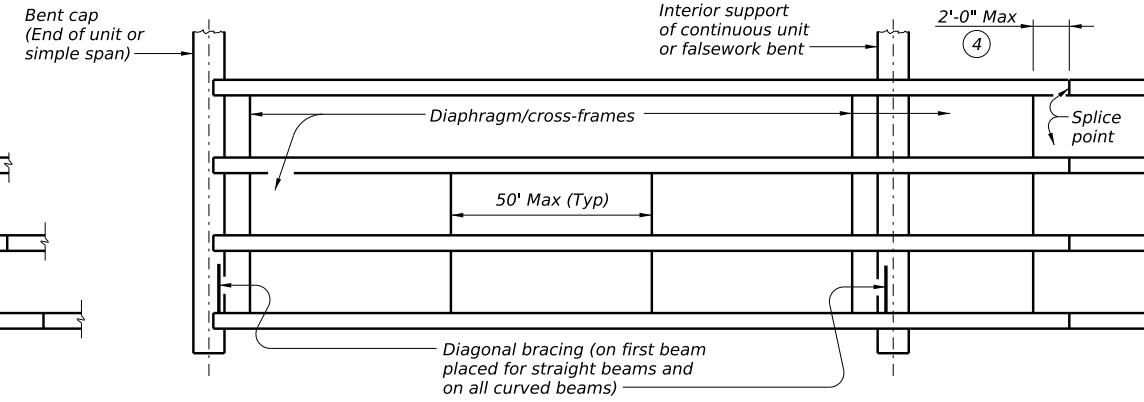 Bent cap
(End of unit or
simple span)
Interior support
of continuous unit
or falsework bent
2'-0" Max
4
Diaphragm/cross-frames
Splice
point
50' Max (Typ)
Diagonal bracing (on first beam
placed for straight beams and
on all curved beams)